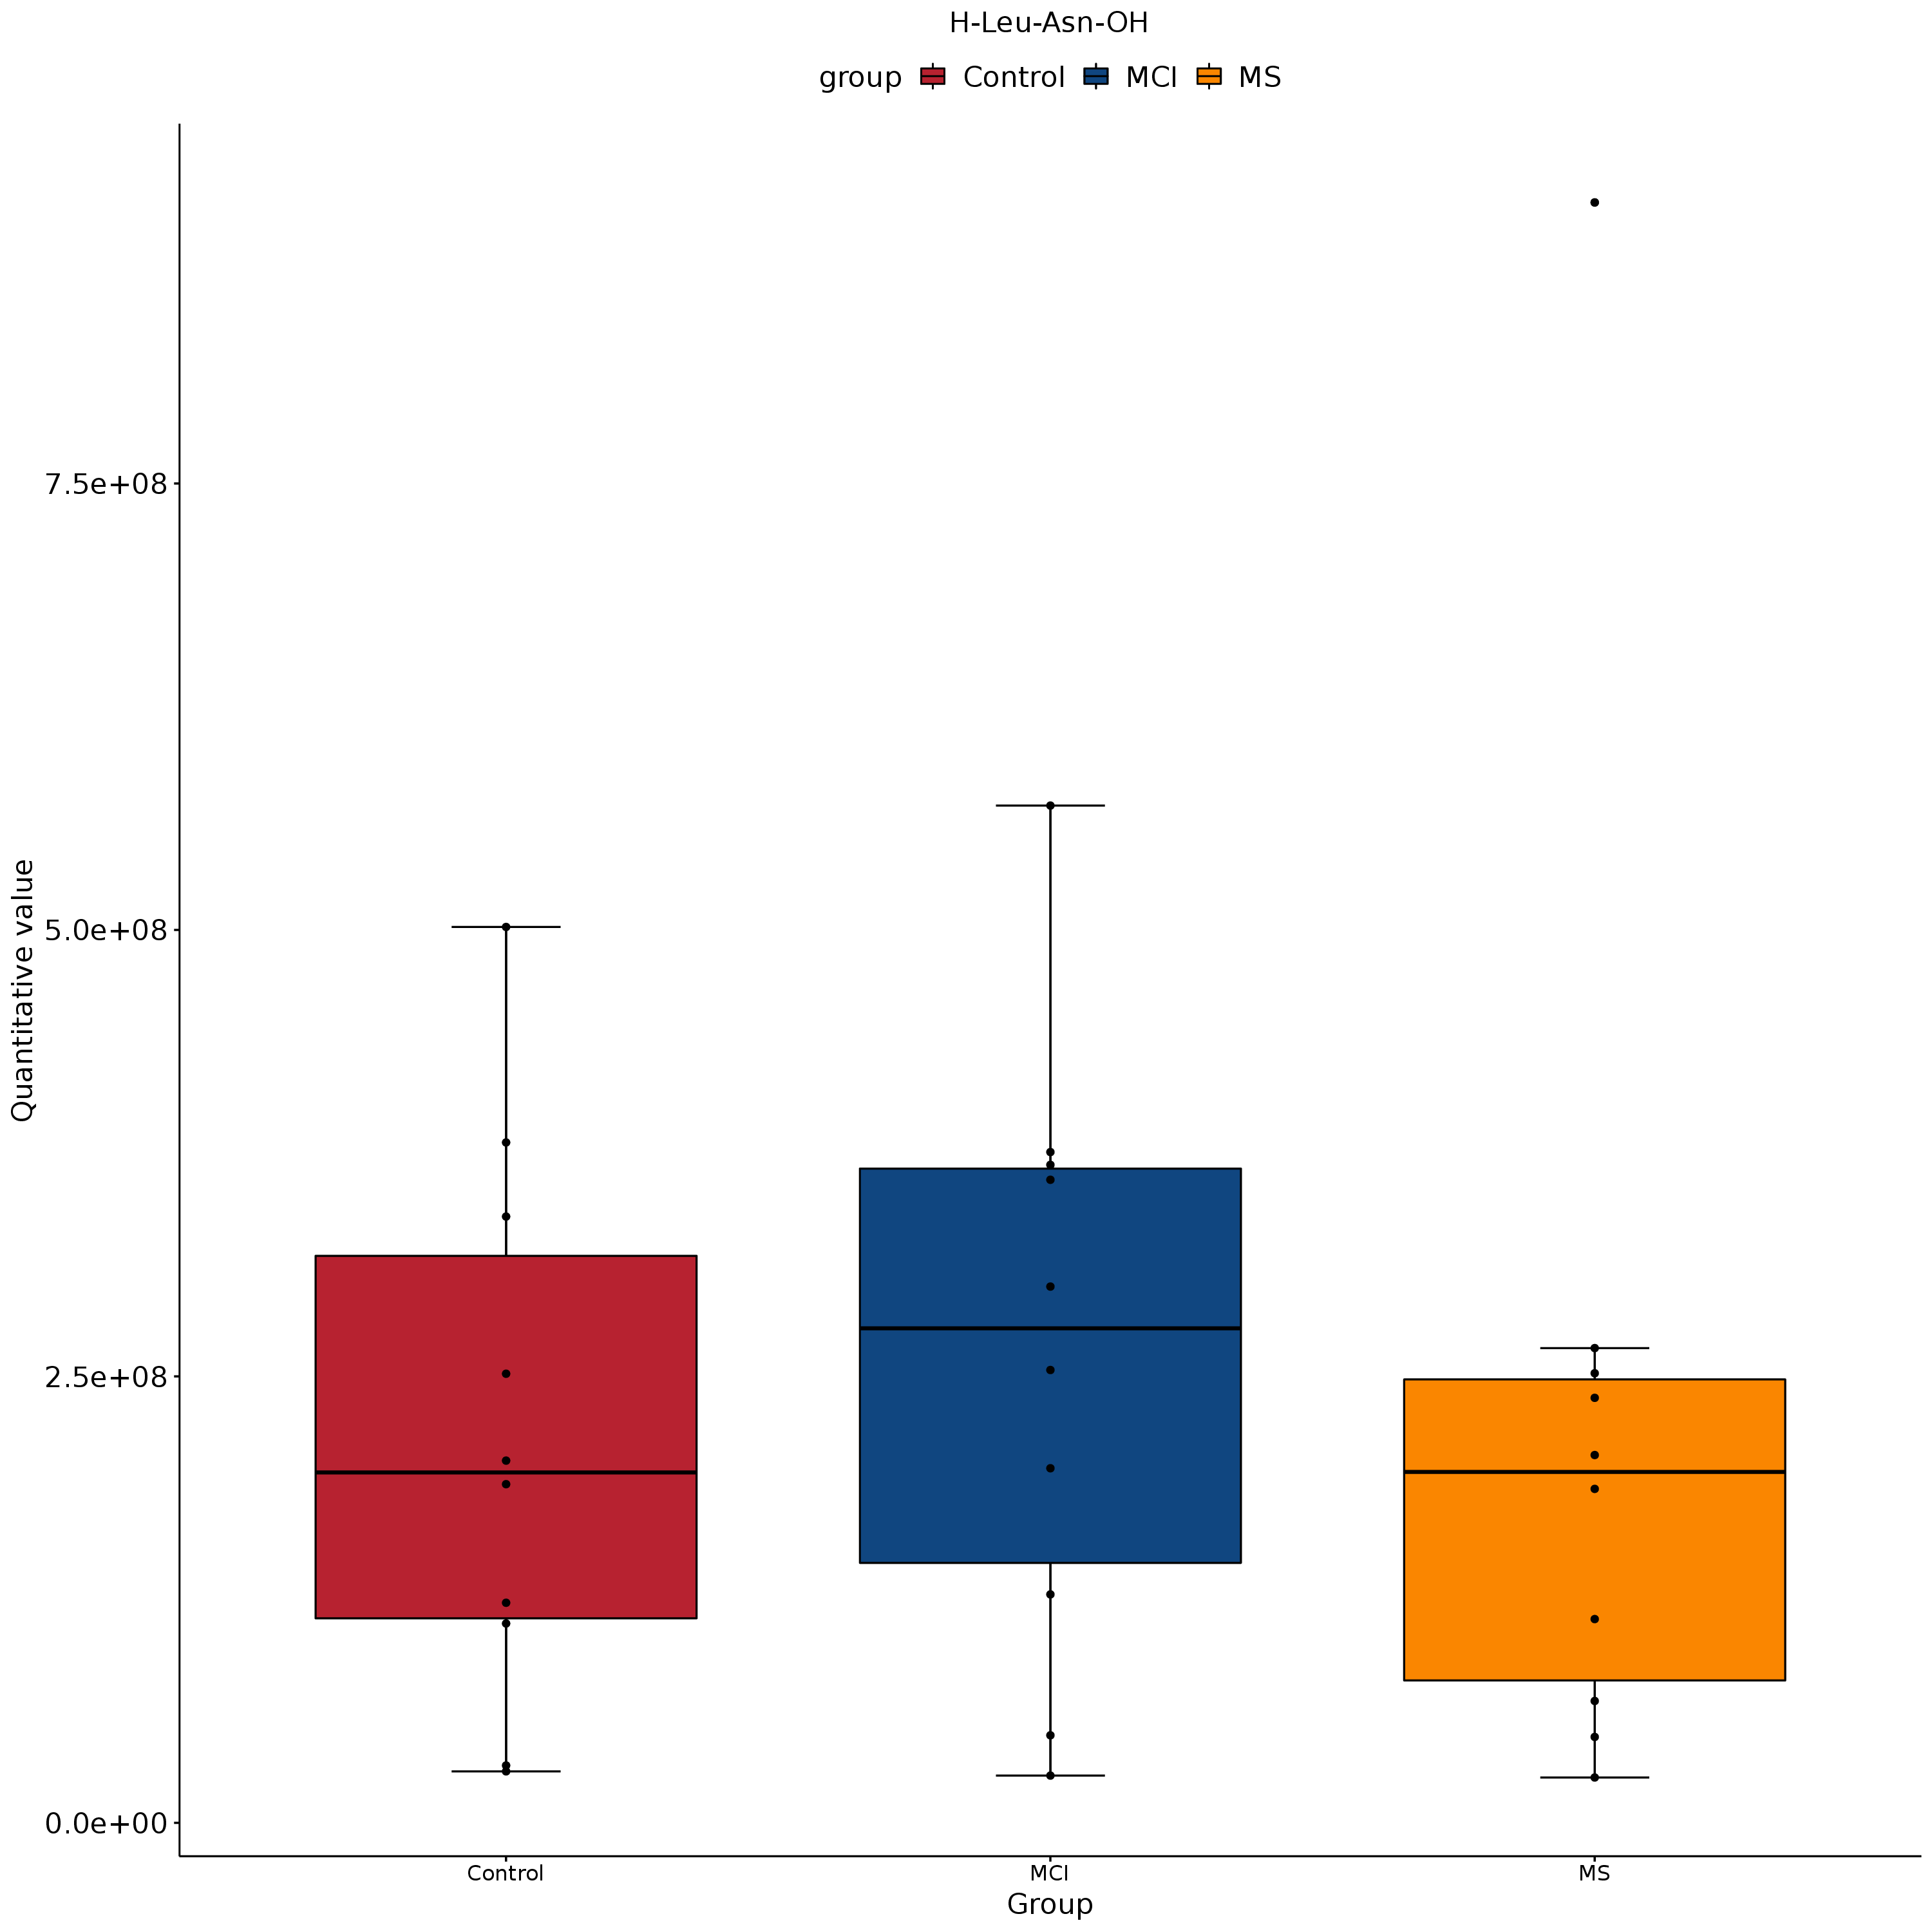 H-Leu-Asn-OH
group Control MCI MS
Quantitative value
7.5e+08
5.0e+08
2.5e+08
0.0e+00
Control MCI MS
Group